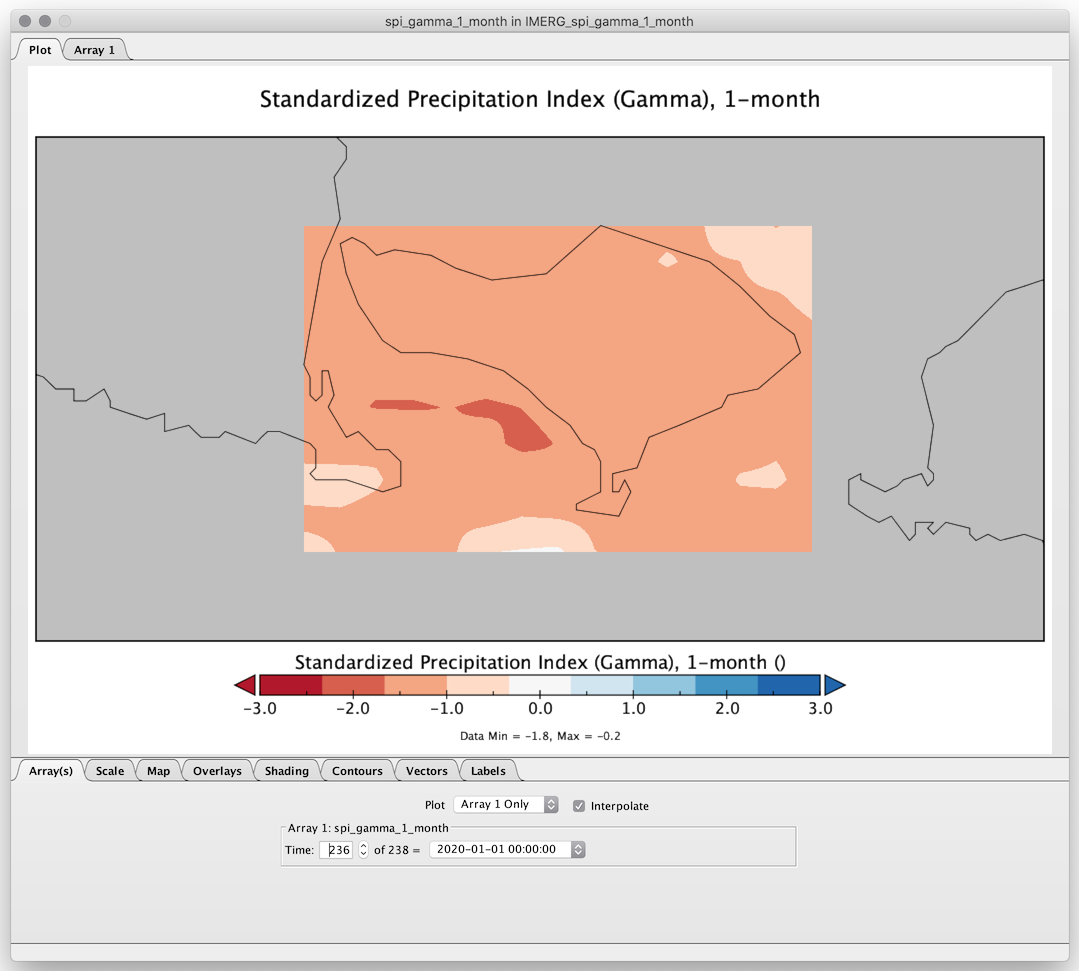 spi_gamma_1_month in IMERG_spi_gamma_1_month
Plot Array 1
Standardized Precipitation Index (Gamma), 1-month
Standardized Precipitation Index (Gamma), 1-month ()
−3.0 −2.0 −1.0 0.0 1.0 2.0 3.0
Data Min = −1.8, Max = −0.2
Array(s) Scale Map Overlays Shading Contours Vectors Labels
Plot Array 1 Only Interpolate
Array 1: spi_gamma_1_month
Time: 236 of 238 = 2020-01-01 00:00:00